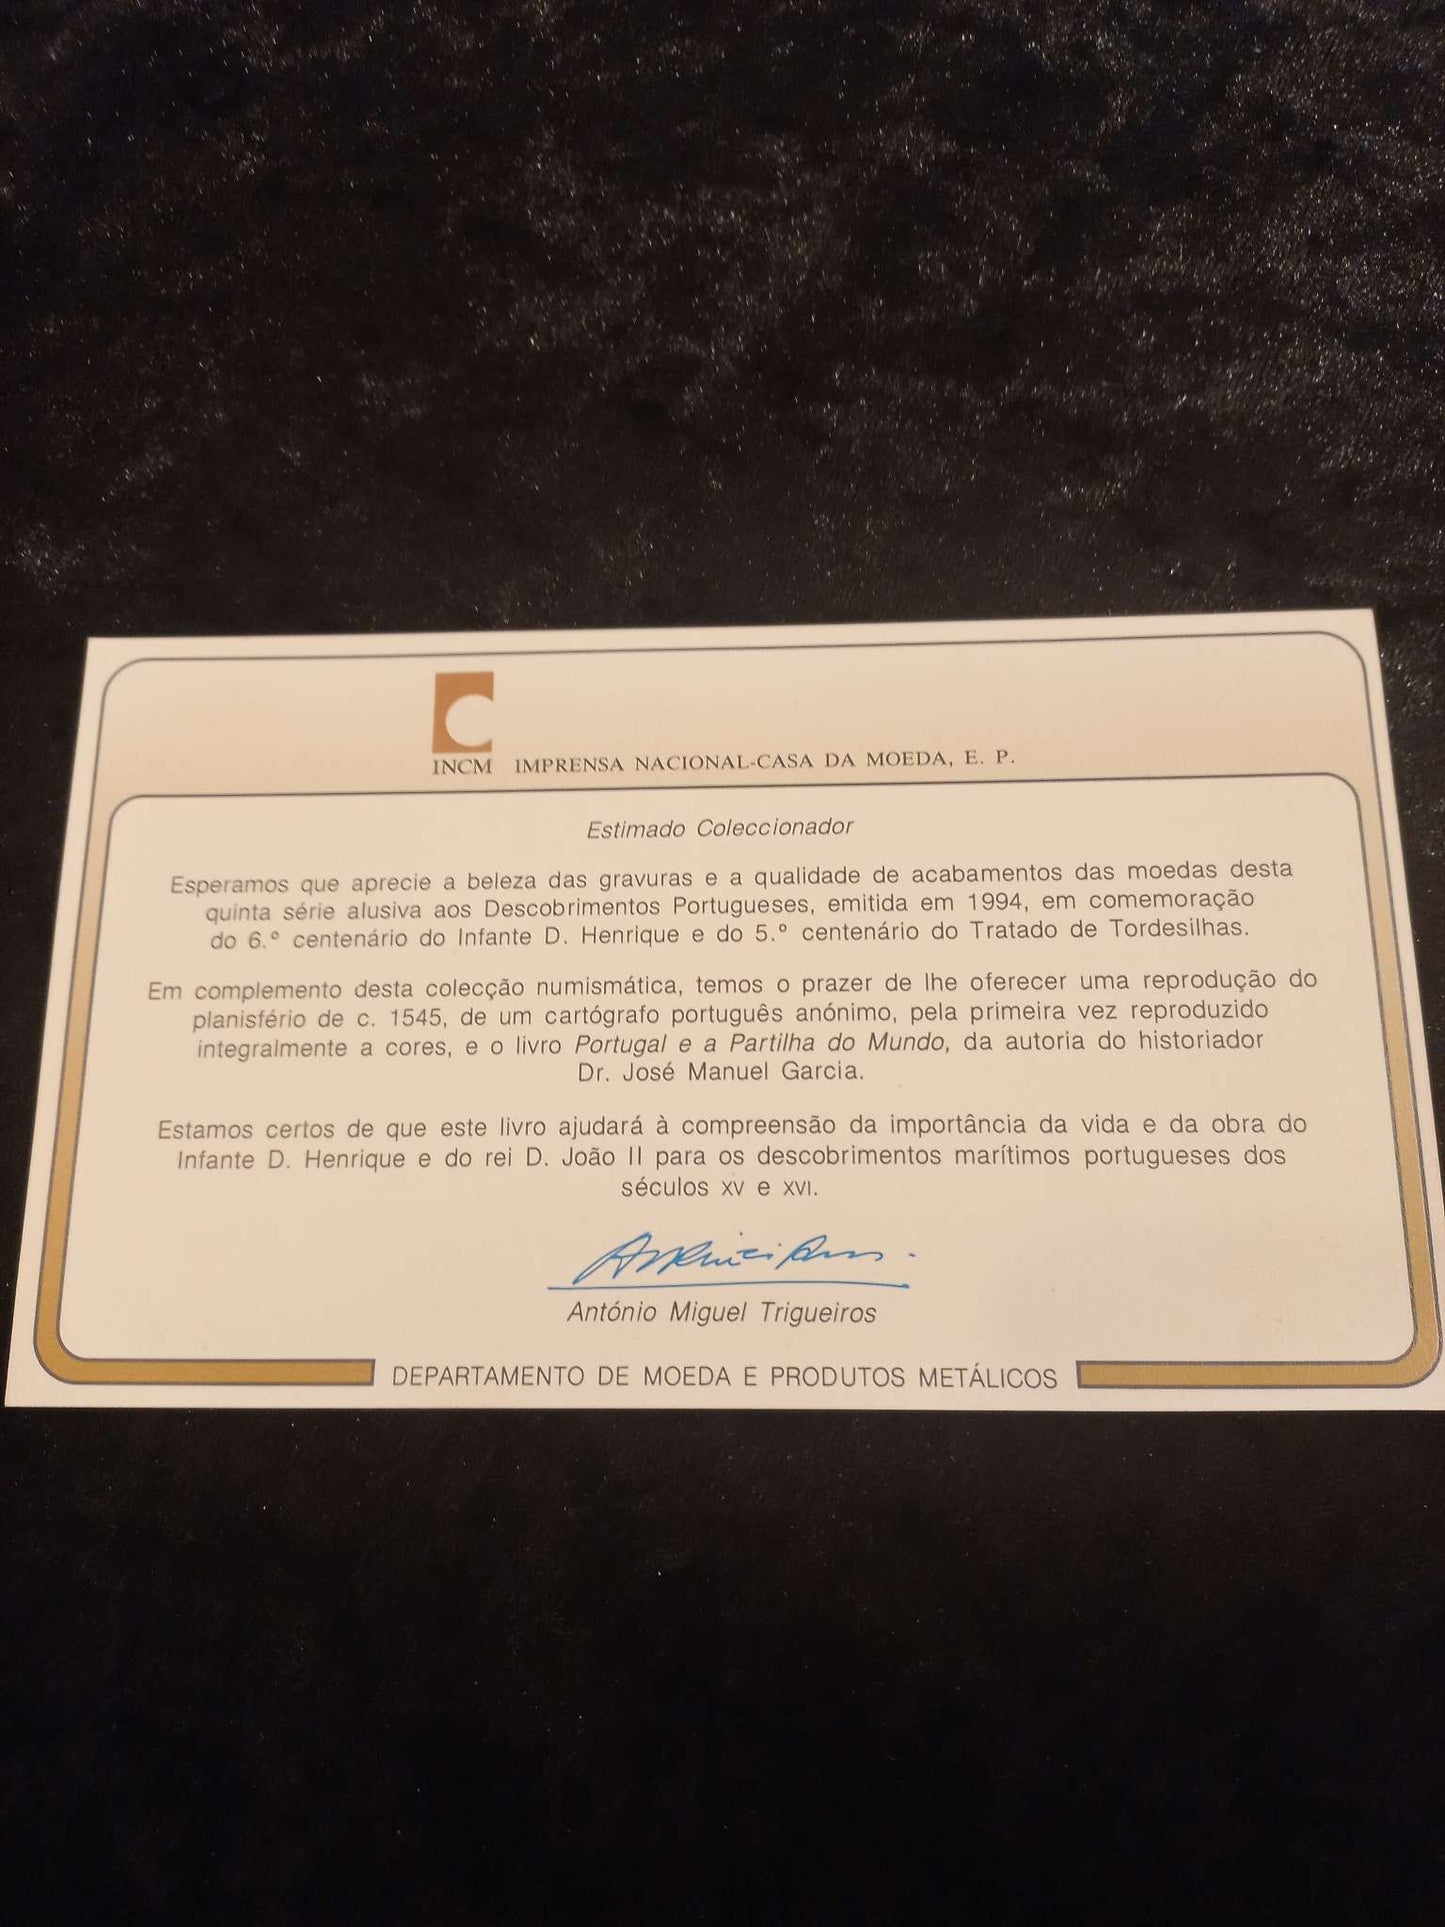 INCM IMPRENSA NACIONAL-CASA DA MOEDA, E. P.
Estimado Coleccionador
Esperamos que aprecie a beleza das gravuras e a qualidade de acabamentos das moedas desta
quinta série alusiva aos Descobrimentos Portugueses, emitida em 1994, em comemoração
do 6.º centenário do Infante D. Henrique e do 5.º centenário do Tratado de Tordesilhas.
Em complemento desta colecção numismática, temos o prazer de lhe oferecer uma reprodução do
planisfério de c. 1545, de um cartógrafo português anónimo, pela primeira vez reproduzido
integralmente a cores, e o livro Portugal e a Partilha do Mundo, da autoria do historiador
Dr. José Manuel Garcia.
Estamos certos de que este livro ajudará à compreensão da importância da vida e da obra do
Infante D. Henrique e do rei D. João II para os descobrimentos marítimos portugueses dos
séculos XV e XVI.
António Miguel Trigueiros
DEPARTAMENTO DE MOEDA E PRODUTOS METÁLICOS